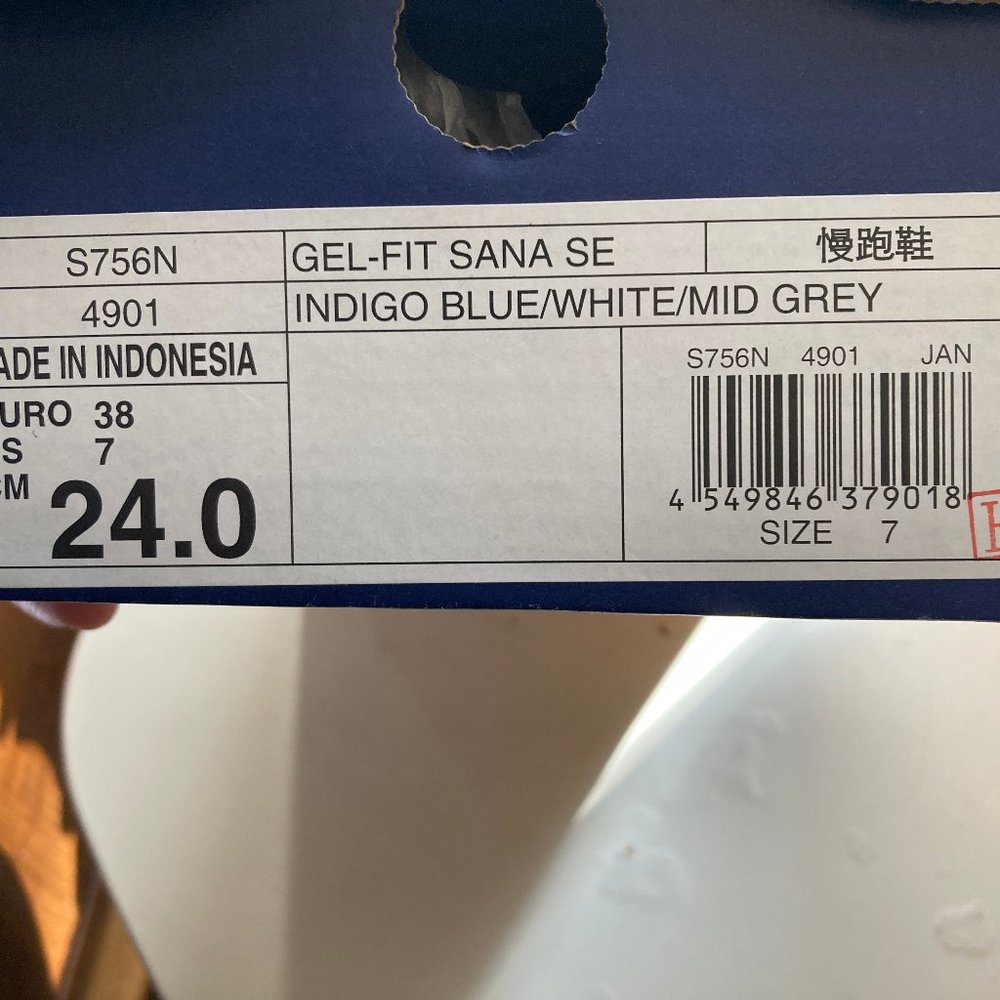 S756N
GEL-FIT SANA SE
慢跑鞋
4901
INDIGO BLUE/WHITE/MID GREY
ADE IN INDONESIA
URO 38
S 7
CM 24.0
S756N 4901 JAN
4 549846 379018
SIZE 7